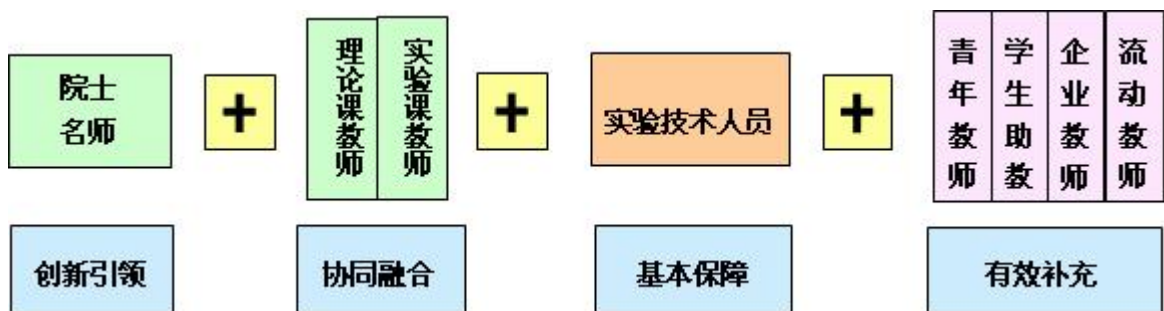 院士
名师
+
理论课教师
实验课教师
+
实验技术人员
+
青年教师
学生助教
企业教师
流动教师
创新引领
协同融合
基本保障
有效补充